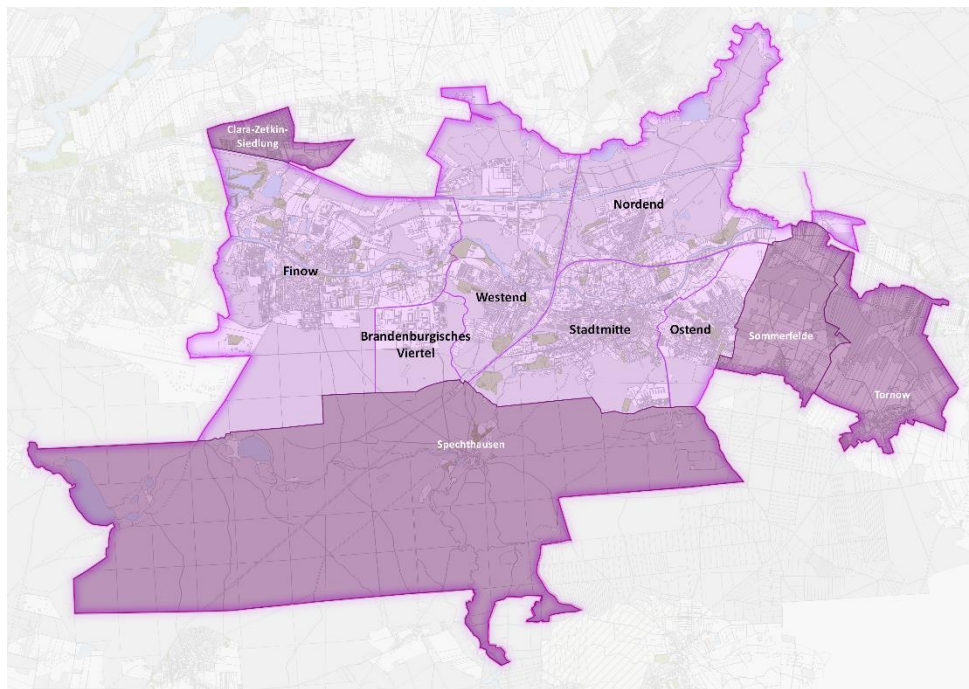 Clara-Zetkin-
Siedlung
Nordend
Finow
Westend
Brandenburgisches
Viertel
Stadtmitte
Ostend
Sommerfelde
Tornow
Spechthausen